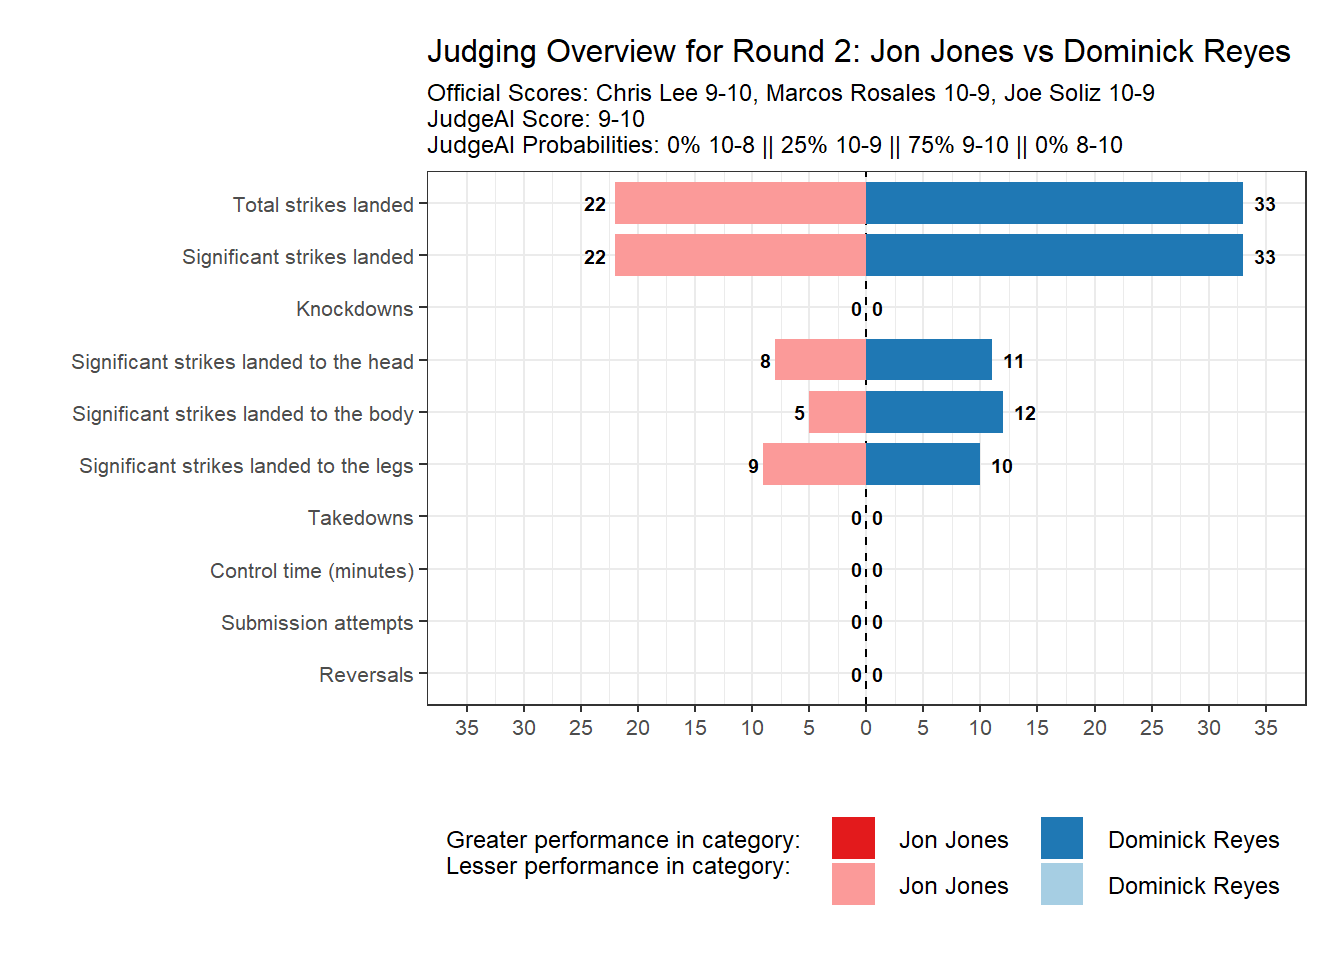 Judging Overview for Round 2: Jon Jones vs Dominick Reyes
Official Scores: Chris Lee 9-10, Marcos Rosales 10-9, Joe Soliz 10-9
JudgeAI Score: 9-10
JudgeAI Probabilities: 0% 10-8 || 25% 10-9 || 75% 9-10 || 0% 8-10
Total strikes landed 22 33
Significant strikes landed 22 33
Knockdowns 0 0
Significant strikes landed to the head 8 11
Significant strikes landed to the body 5 12
Significant strikes landed to the legs 9 10
Takedowns 0 0
Control time (minutes) 0 0
Submission attempts 0 0
Reversals 0 0
35 30 25 20 15 10 5 0 5 10 15 20 25 30 35
Greater performance in category: Jon Jones Dominick Reyes
Lesser performance in category: Jon Jones Dominick Reyes